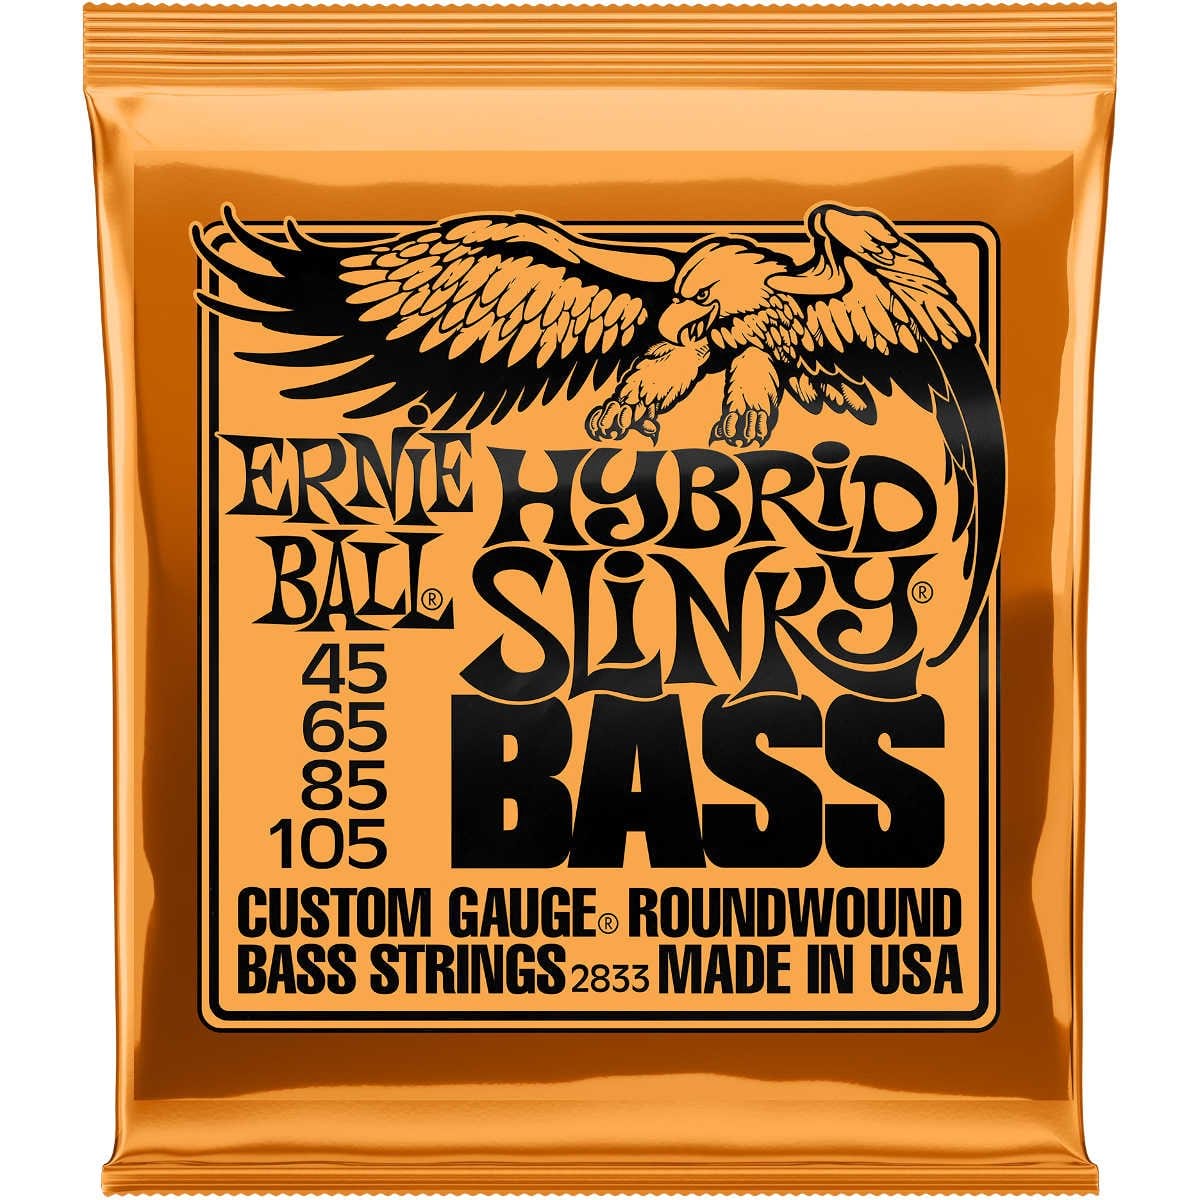 ERNiE
BALL®
HYBRiD
SLiNKY®
BASS
45
65
85
105
CUSTOM GAUGE® ROUNDWOUND
BASS STRINGS 2833 MADE IN USA